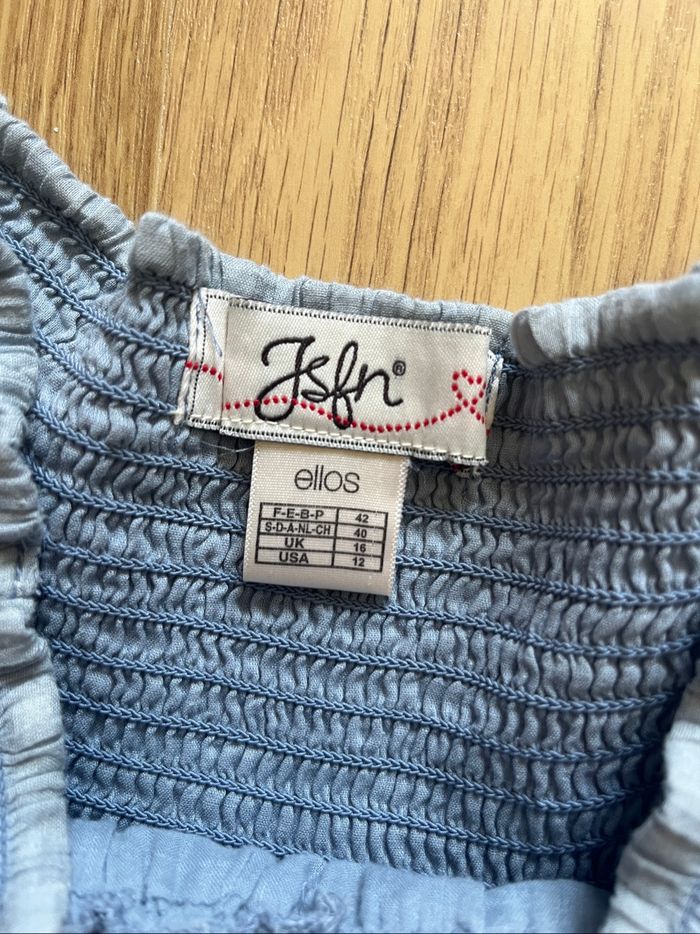 Jsfn®
ellos
F-E-B-P 42
S-D-A-NL-CH 40
UK 16
USA 12